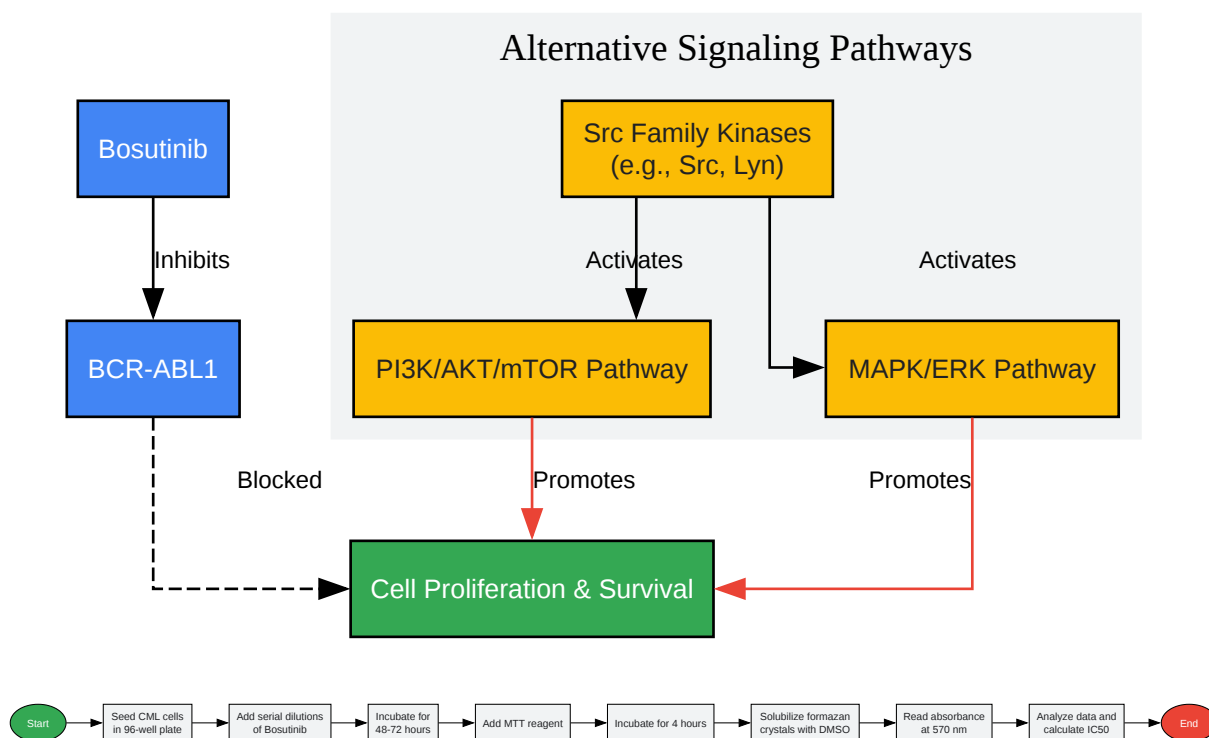 Alternative Signaling Pathways
Bosutinib
Src Family Kinases
(e.g., Src, Lyn)
Inhibits
Activates
Activates
BCR-ABL1
PI3K/AKT/mTOR Pathway
MAPK/ERK Pathway
Blocked
Promotes
Promotes
Cell Proliferation & Survival
Start
Seed CML cells
in 96-well plate
Add serial dilutions
of Bosutinib
Incubate for
48-72 hours
Add MTT reagent
Incubate for 4 hours
Solubilize formazan
crystals with DMSO
Read absorbance
at 570 nm
Analyze data and
calculate IC50
End